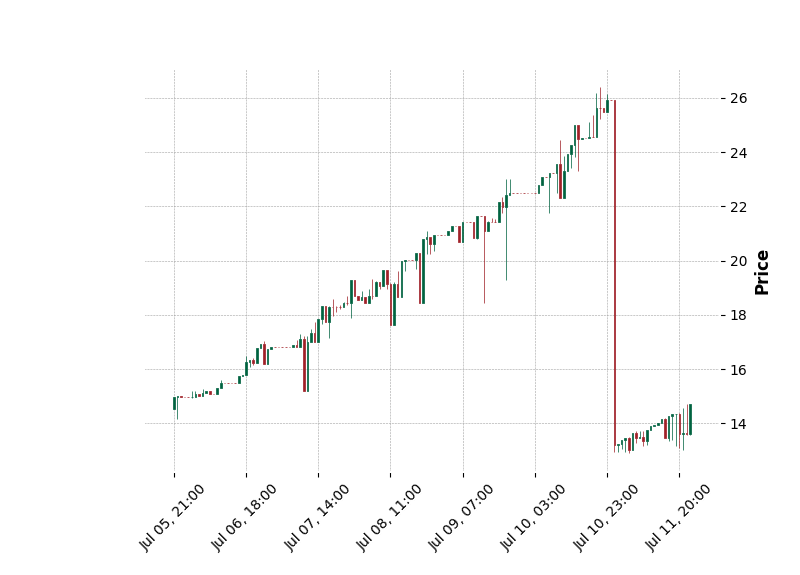 26
24
22
20
18
16
14
Price
Jul 05, 21:00
Jul 06, 18:00
Jul 07, 14:00
Jul 08, 11:00
Jul 09, 07:00
Jul 10, 03:00
Jul 10, 23:00
Jul 11, 20:00